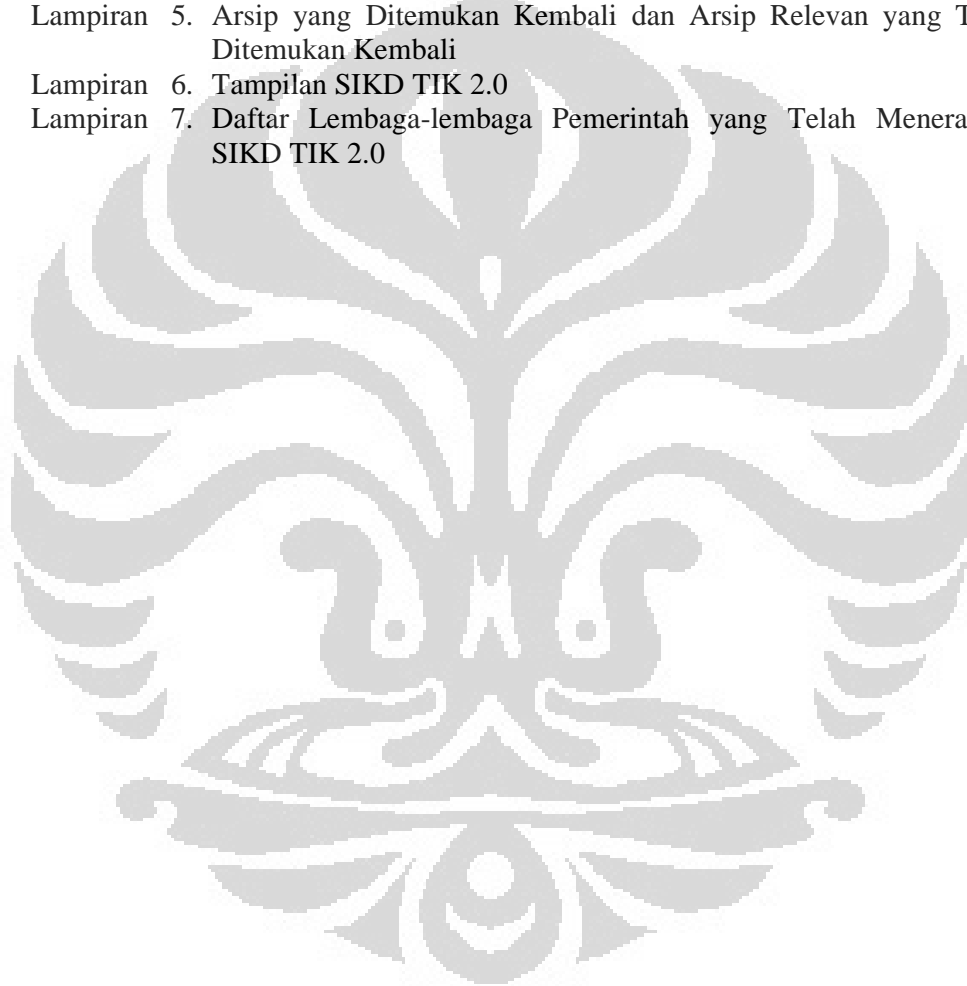 Lampiran 5. Arsip yang Ditemukan Kembali dan Arsip Relevan yang T
Ditemukan Kembali
Lampiran 6. Tampilan SIKD TIK 2.0
Lampiran 7. Daftar Lembaga-lembaga Pemerintah yang Telah Menera
SIKD TIK 2.0